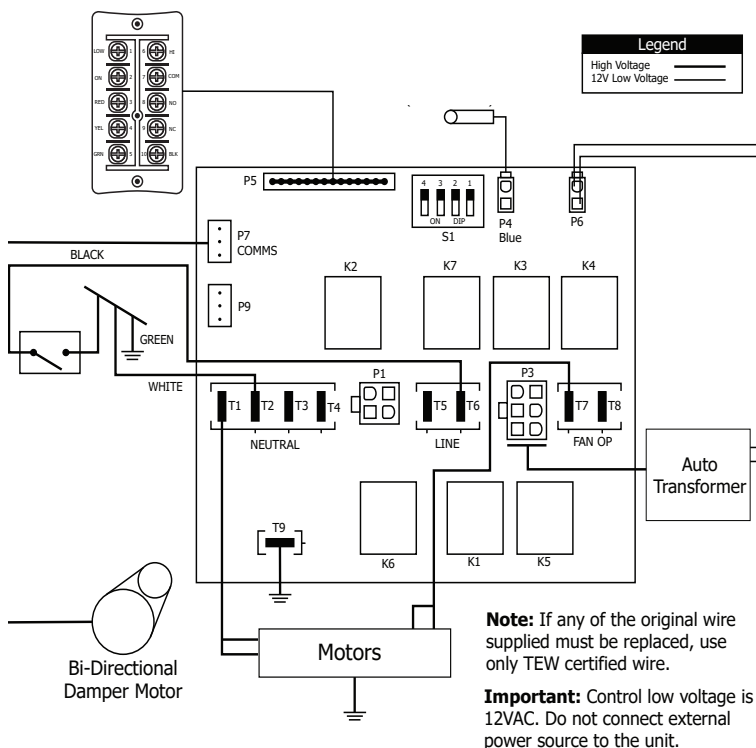 Legend
High Voltage
12V Low Voltage
LOW 1 6 HI
ON 2 7 COM
RED 3 8 NO
YEL 4 9 NC
GRN 5 10 BLK
P5
4 3 2 1
ON DIP
S1
P4
Blue
P6
P7
COMMS
BLACK
K2
K7
K3
K4
P9
GREEN
WHITE
P1
P3
T1
T2
T3
T4
T5
T6
T7
T8
NEUTRAL
LINE
FAN OP
Auto
Transformer
T9
K6
K1
K5
Motors
Bi-Directional
Damper Motor
Note: If any of the original wire
supplied must be replaced, use
only TEW certified wire.
Important: Control low voltage is
12VAC. Do not connect external
power source to the unit.